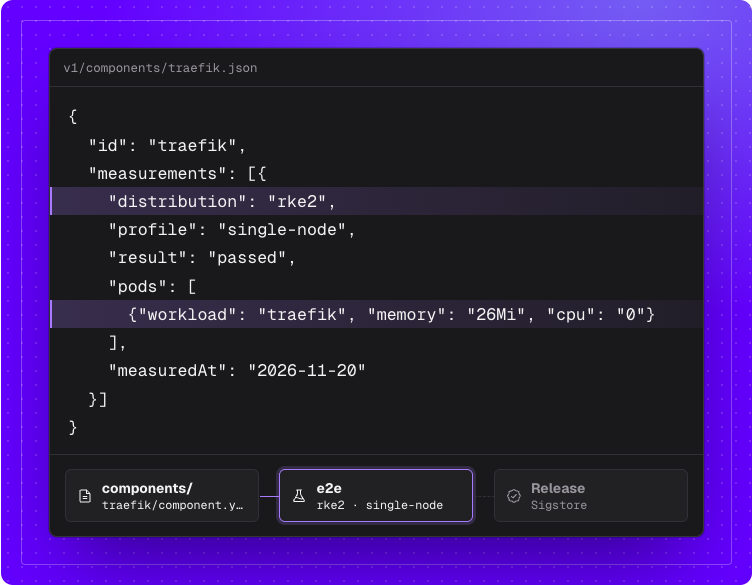 v1/components/traefik.json
{
"id": "traefik",
"measurements": [{
"distribution": "rke2",
"profile": "single-node",
"result": "passed",
"pods": [
{"workload": "traefik", "memory": "26Mi", "cpu": "0"}
],
"measuredAt": "2026-11-20"
}]
}
components/
traefik/component.y…
e2e
rke2 · single-node
Release
Sigstore